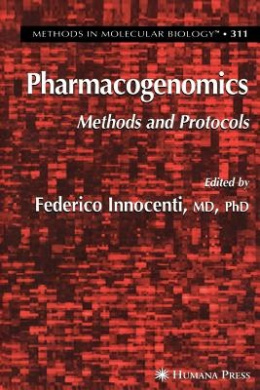 METHODS IN MOLECULAR BIOLOGY™ • 311
Pharmacogenomics
Methods and Protocols
Edited by
Federico Innocenti, MD, PhD
HUMANA PRESS